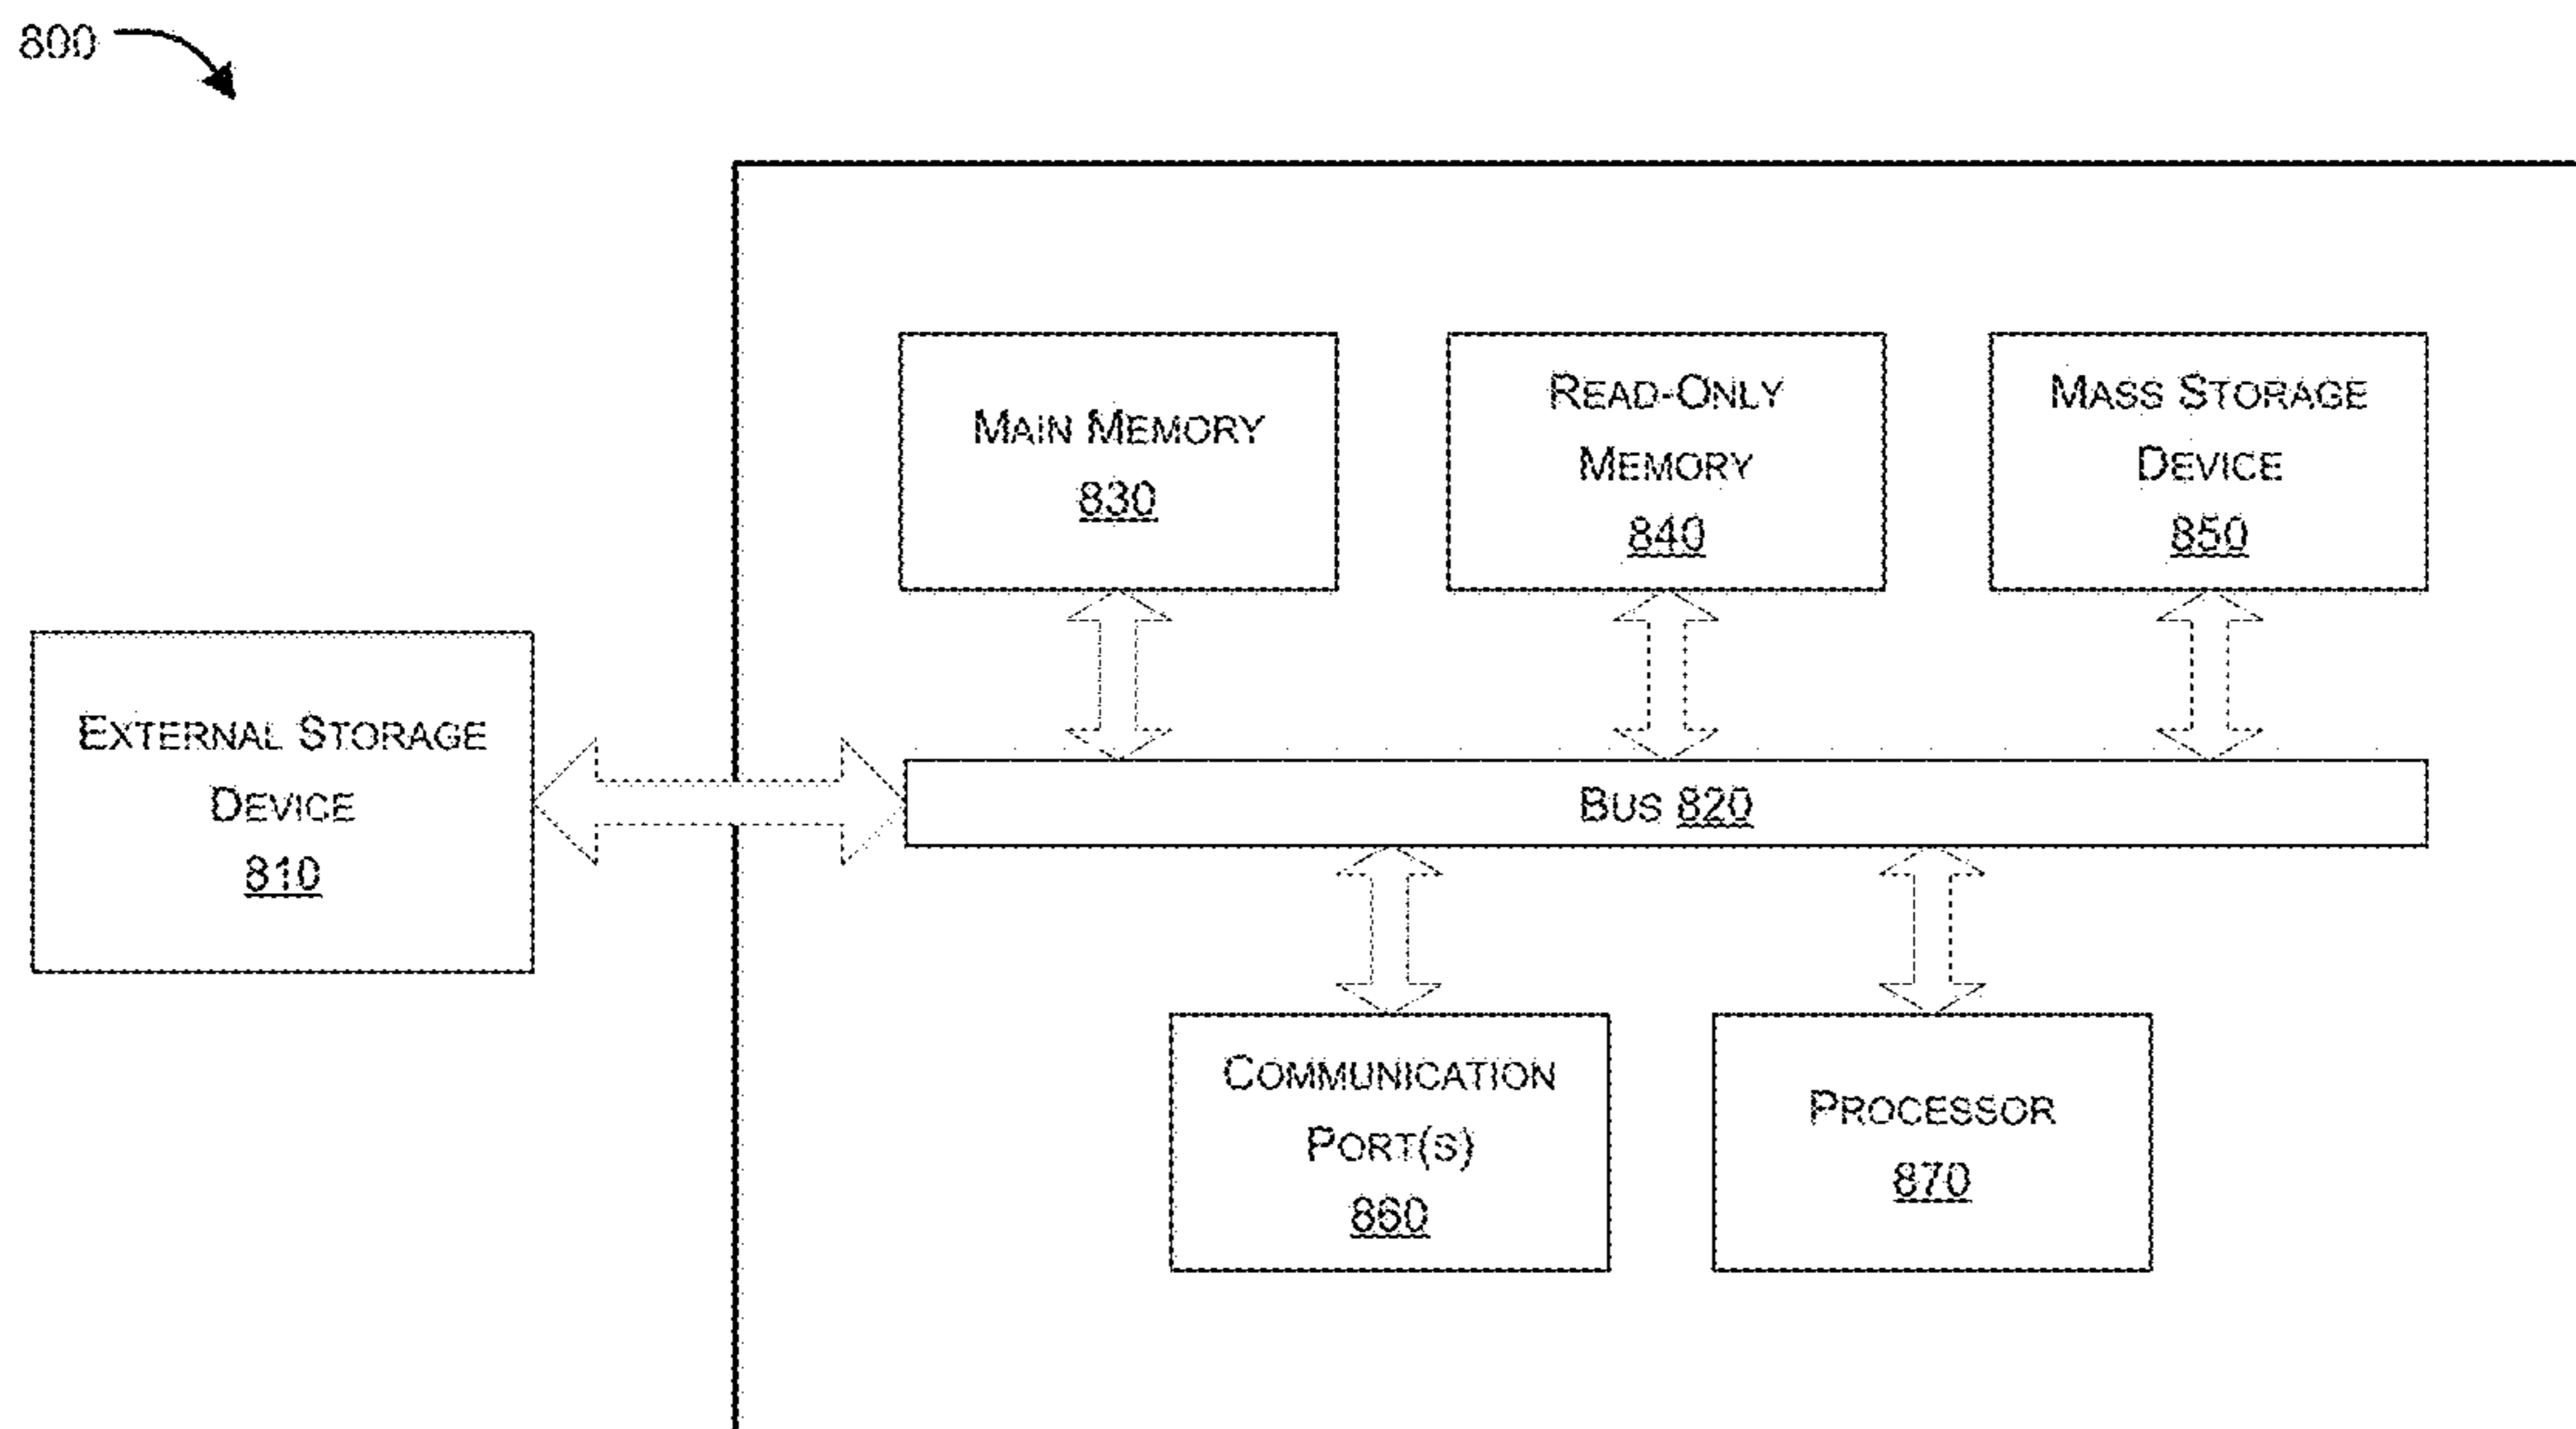 800
MAIN MEMORY
830
READ-ONLY
MEMORY
840
MASS STORAGE
DEVICE
850
EXTERNAL STORAGE
DEVICE
810
BUS 820
COMMUNICATION
PORT(S)
860
PROCESSOR
870